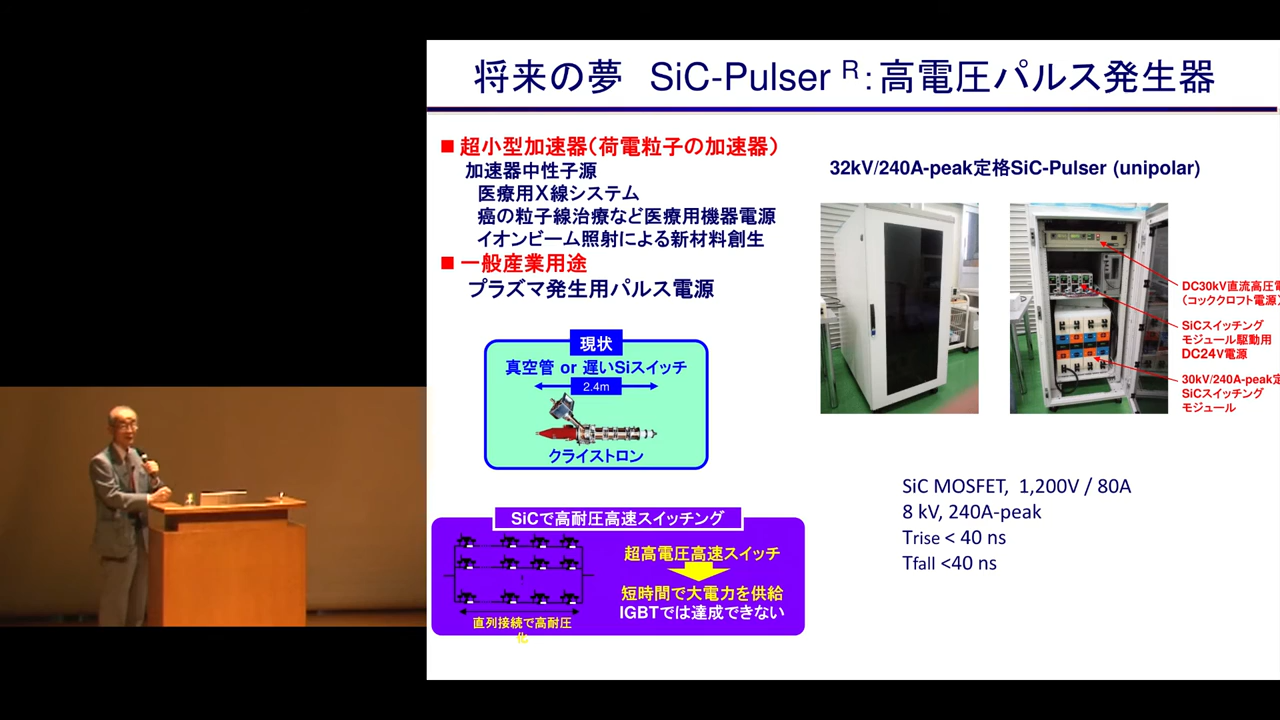 将来の夢 SiC-Pulser R：高電圧パルス発生器
■ 超小型加速器（荷電粒子の加速器）
加速器中性子源
医療用X線システム
癌の粒子線治療など医療用機器電源
イオンビーム照射による新材料創生
■ 一般産業用途
プラズマ発生用パルス電源
現状
真空管 or 遅いSiスイッチ
2.4m
クライストロン
SiCで高耐圧高速スイッチング
超高電圧高速スイッチ
短時間で大電力を供給
IGBTでは達成できない
直列接続で高耐圧
化
32kV/240A-peak定格SiC-Pulser (unipolar)
DC30kV直流高圧電
（コッククロフト電源）
SiCスイッチング
モジュール駆動用
DC24V電源
30kV/240A-peak定
SiCスイッチング
モジュール
SiC MOSFET, 1,200V / 80A
8 kV, 240A-peak
Trise < 40 ns
Tfall <40 ns